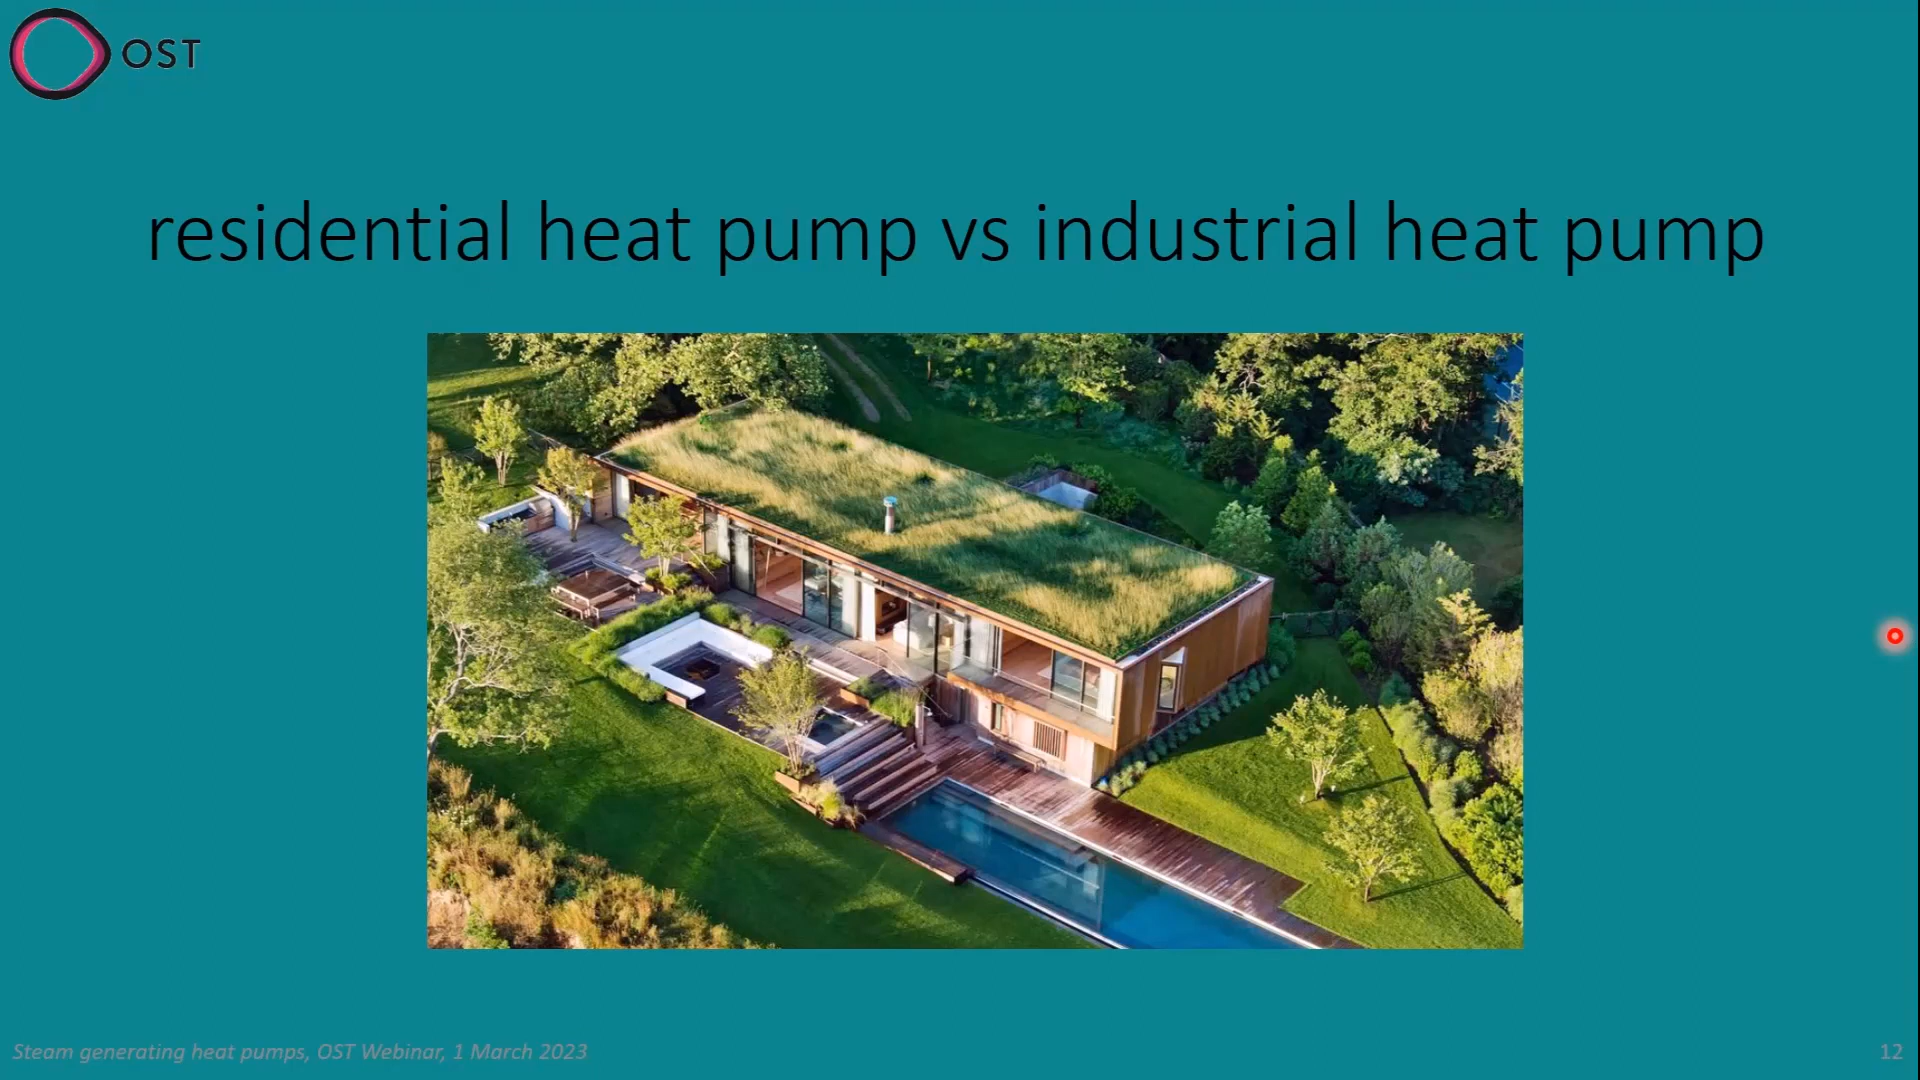 OST
residential heat pump vs industrial heat pump
Steam generating heat pumps, OST Webinar, 1 March 2023
12